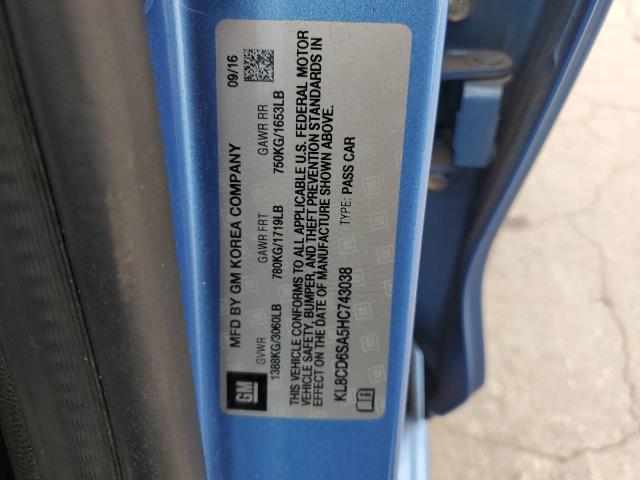 GM
MFD BY GM KOREA COMPANY
09/16
GVWR
GAWR FRT
GAWR RR
1388KG/3060LB
780KG/1719LB
750KG/1653LB
THIS VEHICLE CONFORMS TO ALL APPLICABLE U.S. FEDERAL MOTOR
VEHICLE SAFETY, BUMPER, AND THEFT PREVENTION STANDARDS IN
EFFECT ON THE DATE OF MANUFACTURE SHOWN ABOVE.
KL8CD6SA5HC743038
TYPE: PASS CAR